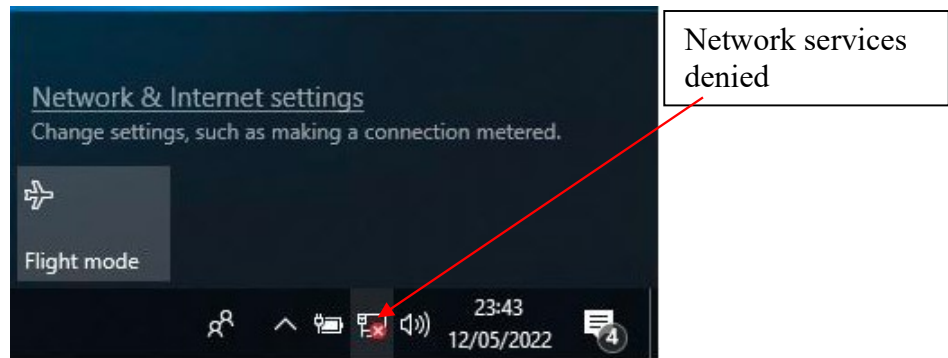 Network services
denied
Network & Internet settings
Change settings, such as making a connection metered.
Flight mode
23:43
12/05/2022
4